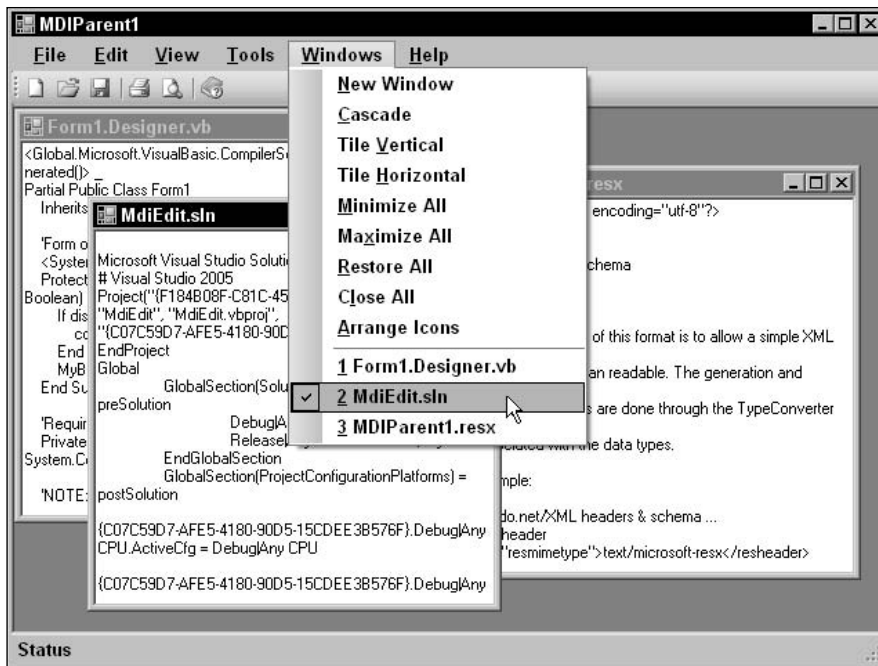 MDIParent1
File Edit View Tools Windows Help
New Window
Cascade
Tile Vertical
Tile Horizontal
Minimize All
Maximize All
Restore All
Close All
Arrange Icons
1 Form1.Designer.vb
2 MdiEdit.sln
3 MDIParent1.resx
Form1.Designer.vb
<Global.Microsoft.VisualBasic.CompilerS
nerated()> _
Partial Public Class Form1
Inherits
'Form o
<System
Protect
Boolean)
If dis
End
MyB
End Su
'Requir
Private
System.C
'NOTE:
MdiEdit.sln
Microsoft Visual Studio Soluti
# Visual Studio 2005
Project("{F184B08F-C81C-45
"MdiEdit", "MdiEdit.vbproj",
"{C07C59D7-AFE5-4180-90D
EndProject
Global
GlobalSection(Solu
preSolution
Debug|A
Release|
EndGlobalSection
GlobalSection(ProjectConfigurationPlatforms) =
postSolution
{C07C59D7-AFE5-4180-90D5-15CDEE3B576F}.Debug|Any
CPU.ActiveCfg = Debug|Any CPU
{C07C59D7-AFE5-4180-90D5-15CDEE3B576F}.Debug|Any
resx
encoding="utf-8"?>
chema
of this format is to allow a simple XML
an readable. The generation and
s are done through the TypeConverter
with the data types.
mple:
do.net/XML headers & schema ...
header
"resmimetype">text/microsoft-resx</resheader>
Status